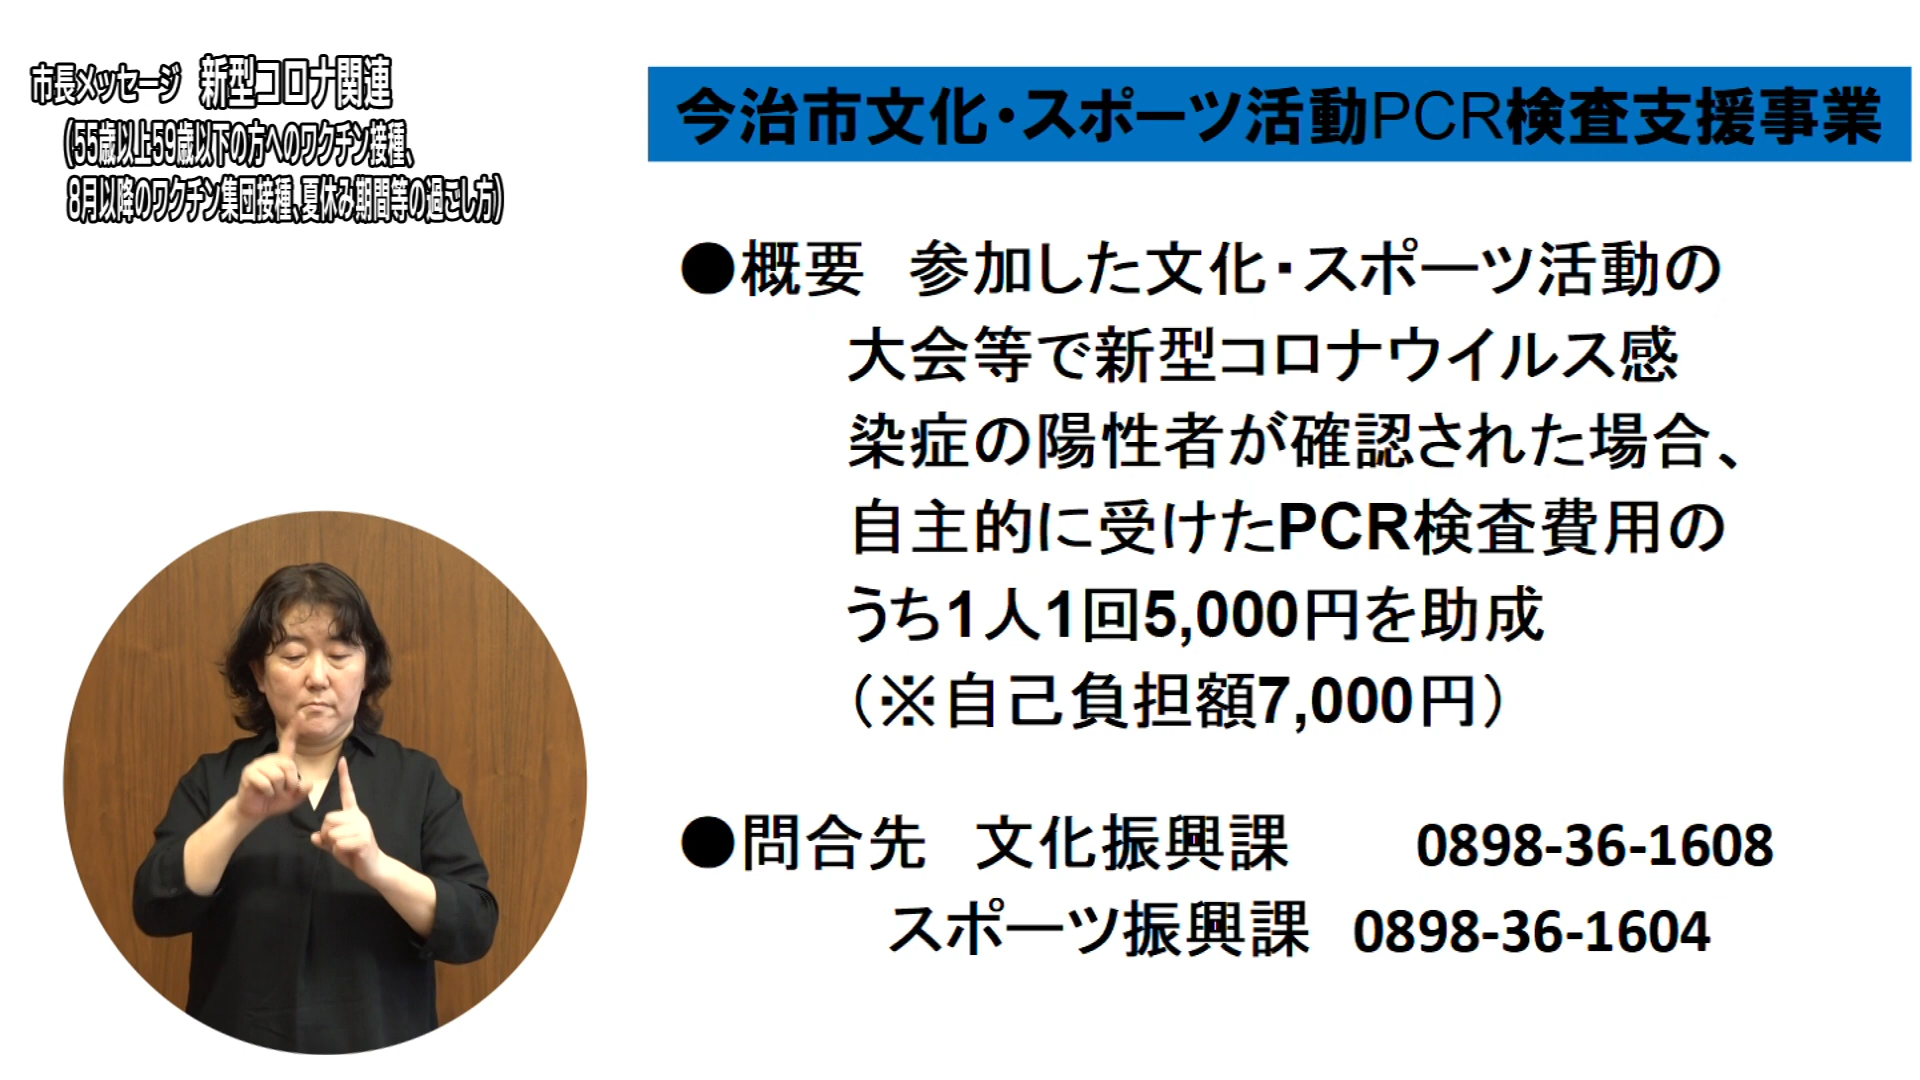 市長メッセージ　新型コロナ関連
(55歳以上59歳以下の方へのワクチン接種、
8月以降のワクチン集団接種、夏休み期間等の過ごし方)
今治市文化・スポーツ活動PCR検査支援事業
●概要　参加した文化・スポーツ活動の
大会等で新型コロナウイルス感
染症の陽性者が確認された場合、
自主的に受けたPCR検査費用の
うち1人1回5,000円を助成
（※自己負担額7,000円）
●問合先　文化振興課　0898-36-1608
スポーツ振興課　0898-36-1604